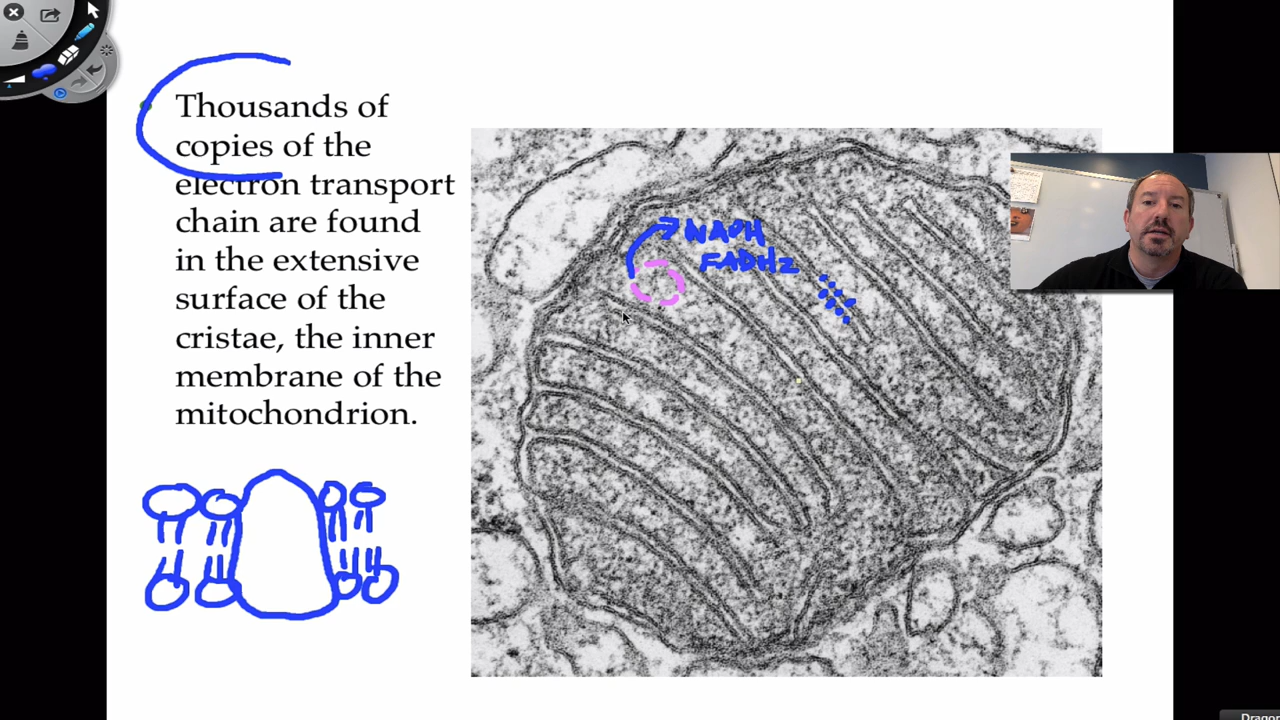 Thousands of
copies of the
electron transport
chain are found
in the extensive
surface of the
cristae, the inner
membrane of the
mitochondrion.
NADH
FADH2
Dragon